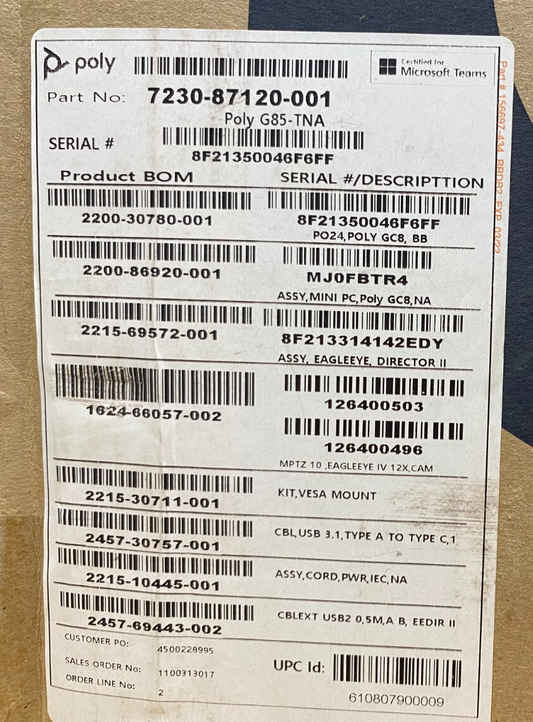 poly
Certified for
Microsoft Teams
Part No: 7230-87120-001
Poly G85-TNA
SERIAL #
8F21350046F6FF
Product BOM SERIAL #/DESCRIPTTION
2200-30780-001 8F21350046F6FF
PO24,POLY GC8, BB
2200-86920-001 MJ0FBTR4
ASSY,MINI PC,Poly GC8,NA
2215-69572-001 8F213314142EDY
ASSY, EAGLEEYE, DIRECTOR II
1624-66057-002 126400503
126400496
MPTZ 10 ,EAGLEEYE IV 12X,CAM
2215-30711-001 KIT,VESA MOUNT
2457-30757-001 CBL,USB 3.1,TYPE A TO TYPE C,1
2215-10445-001 ASSY,CORD,PWR,IEC,NA
2457-69443-002 CBLEXT USB2 0,5M,A B, EEDIR II
CUSTOMER PO: 4500228995
SALES ORDER No: 1100313017
ORDER LINE No: 2
UPC Id:
610807900009